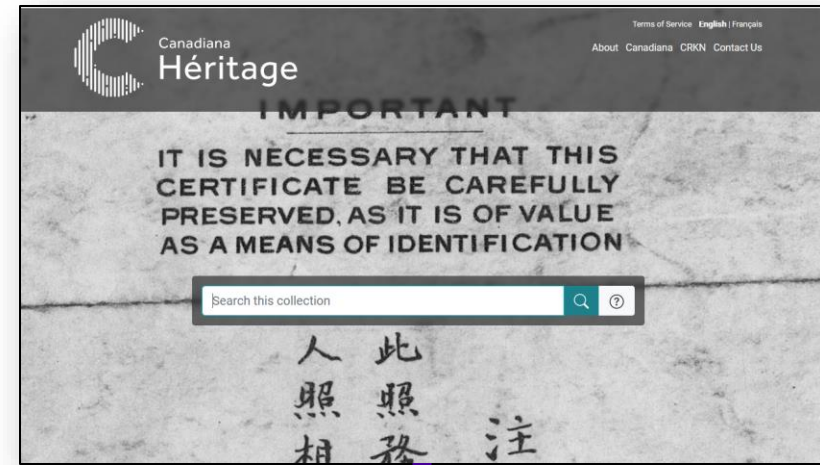 Terms of Service English | Français
Canadiana
Héritage
About Canadiana CRKN Contact Us
IMPORTANT
IT IS NECESSARY THAT THIS
CERTIFICATE BE CAREFULLY
PRESERVED, AS IT IS OF VALUE
AS A MEANS OF IDENTIFICATION
Search this collection
注
此照務
人照相